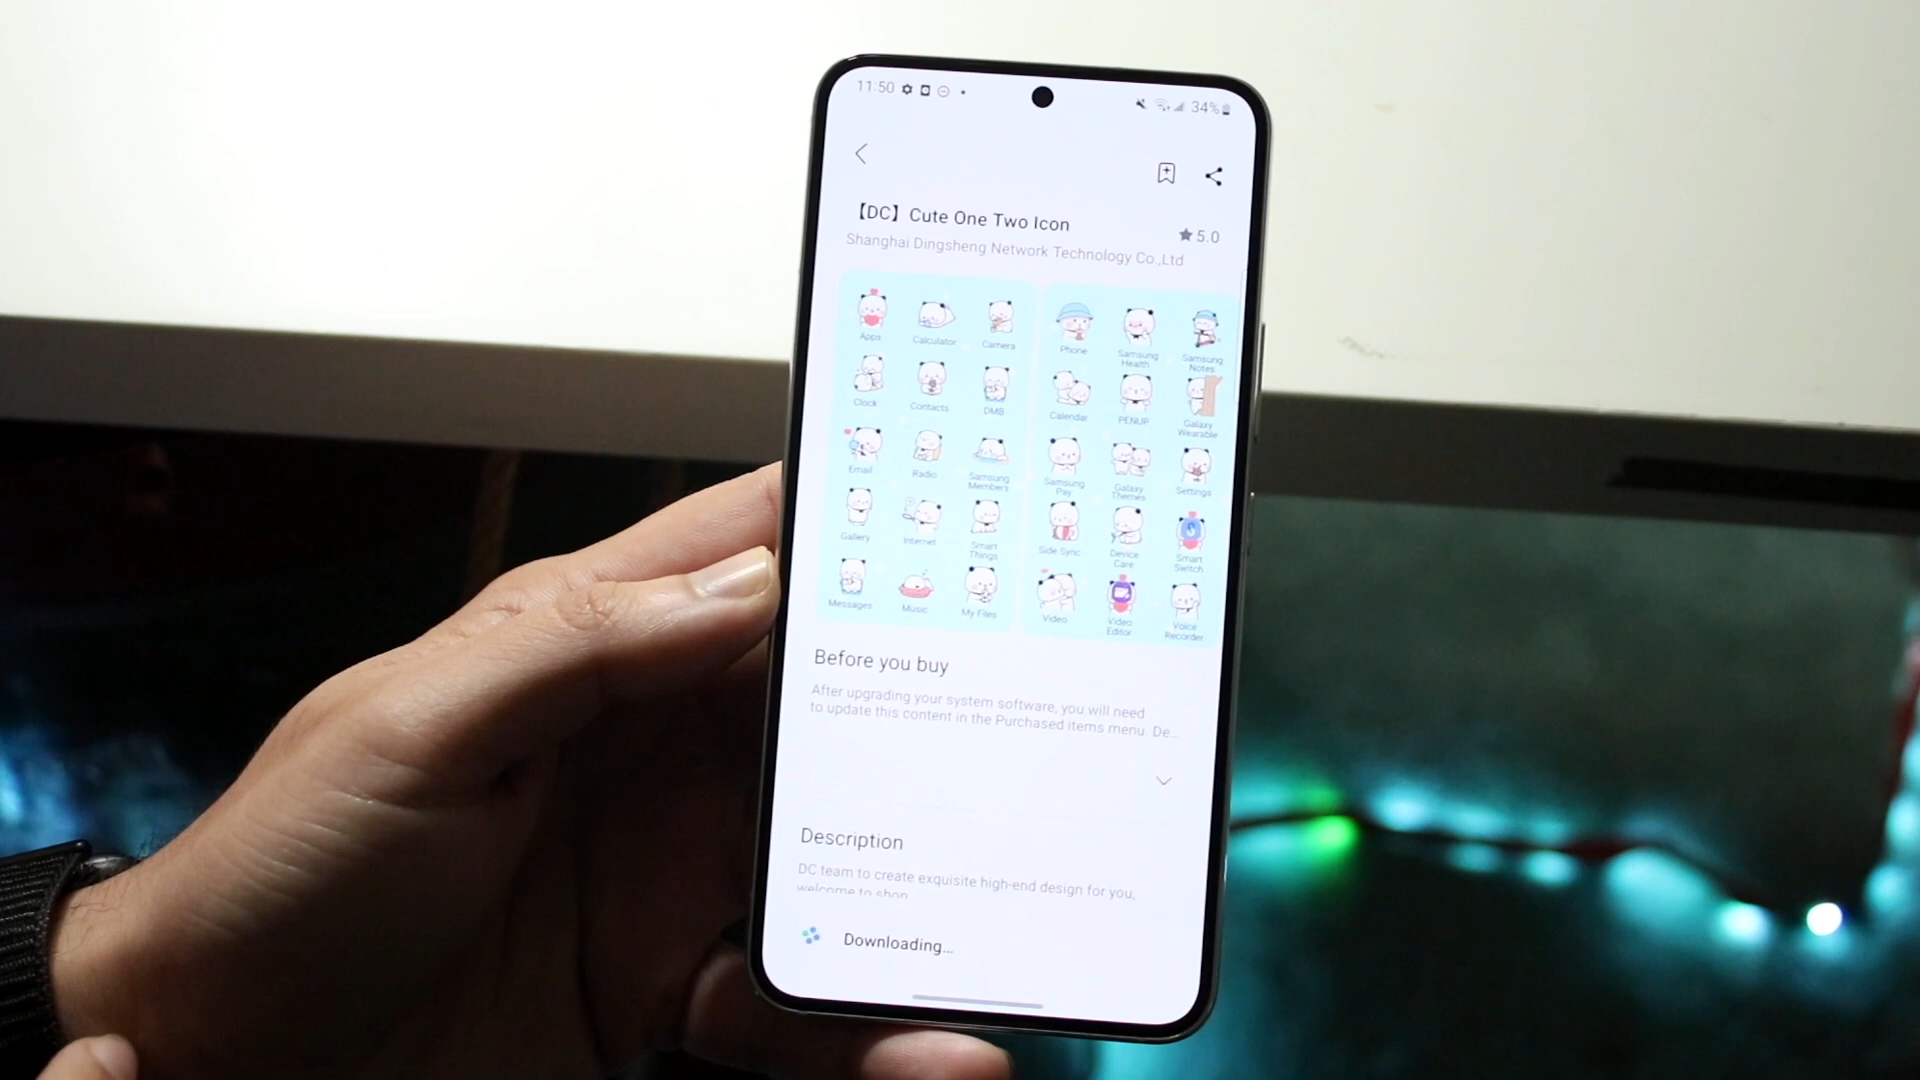 11:50
34%
【DC】Cute One Two Icon
5.0
Shanghai Dingsheng Network Technology Co.,Ltd
Apps
Calculator
Camera
Phone
Samsung
Health
Samsung
Notes
Clock
Contacts
DMB
Calendar
PENUP
Galaxy
Wearable
Email
Radio
Samsung
Members
Samsung
Pay
Galaxy
Themes
Settings
Gallery
Internet
Smart
Things
Side Sync
Device
Care
Smart
Switch
Messages
Music
My Files
Video
Video
Editor
Voice
Recorder
Before you buy
After upgrading your system software, you will need
to update this content in the Purchased items menu. De...
Description
DC team to create exquisite high-end design for you,
welcome to shop
Downloading...